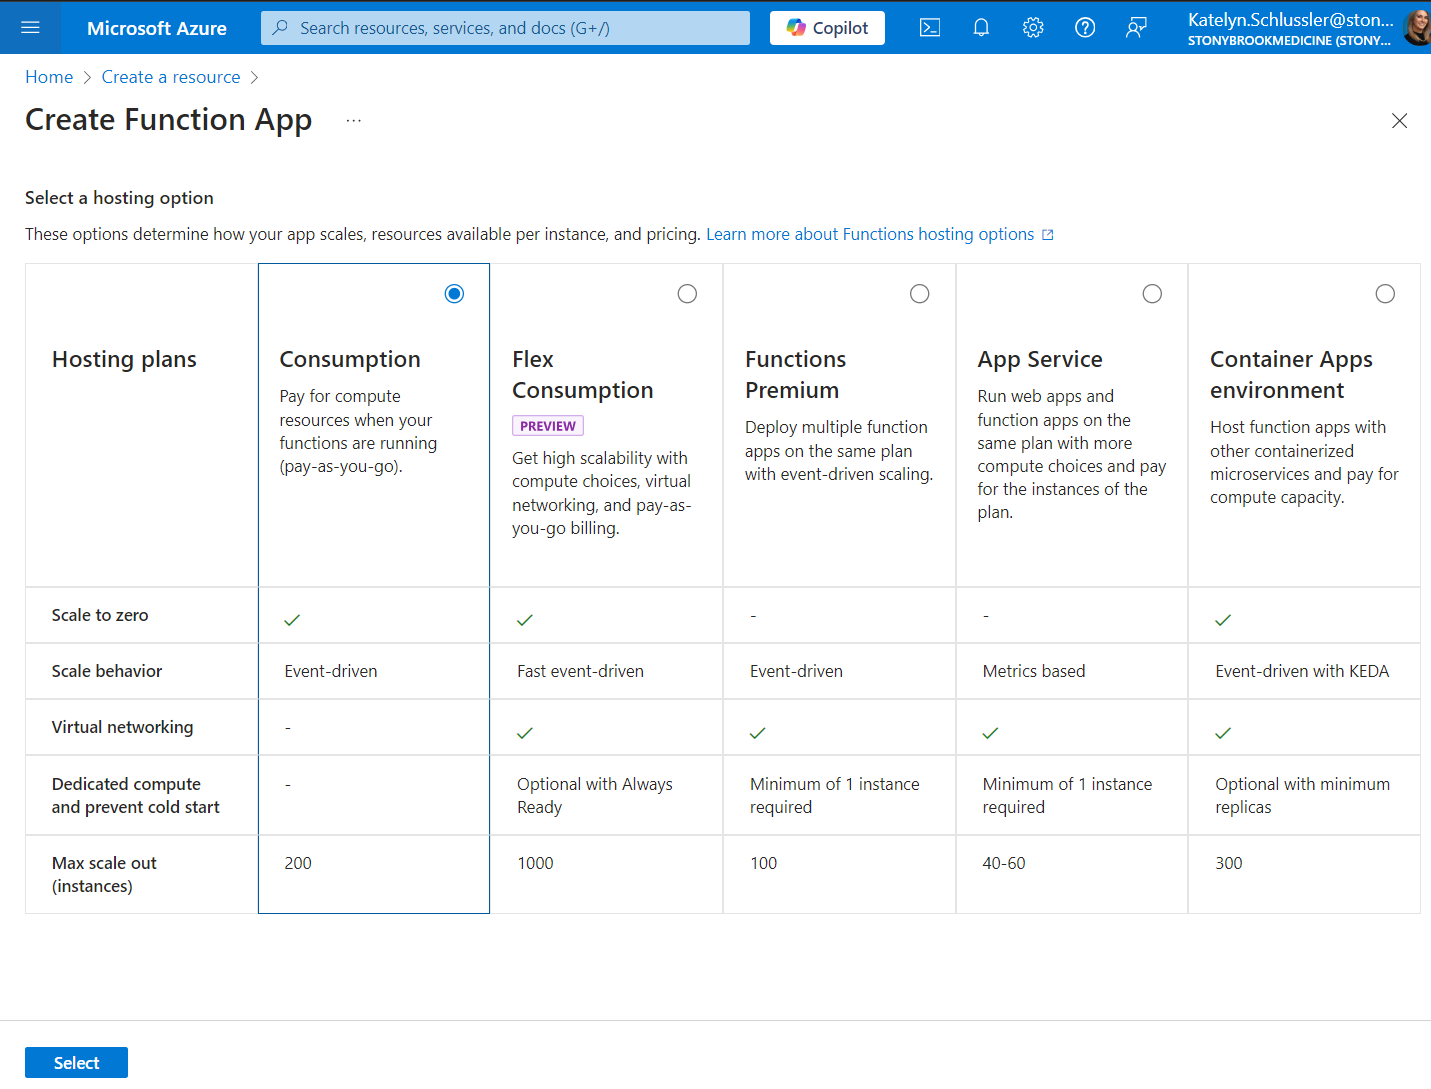 Microsoft Azure
Search resources, services, and docs (G+/)
Copilot
Katelyn.Schlussler@ston...
STONYBROOKMEDICINE (STONY...
Home > Create a resource >
Create Function App ...
Select a hosting option
These options determine how your app scales, resources available per instance, and pricing. Learn more about Functions hosting options
Hosting plans
Consumption
Pay for compute
resources when your
functions are running
(pay-as-you-go).
Flex
Consumption
PREVIEW
Get high scalability with
compute choices, virtual
networking, and pay-as-
you-go billing.
Functions
Premium
Deploy multiple function
apps on the same plan
with event-driven scaling.
App Service
Run web apps and
function apps on the
same plan with more
compute choices and pay
for the instances of the
plan.
Container Apps
environment
Host function apps with
other containerized
microservices and pay for
compute capacity.
Scale to zero
-
-
Scale behavior
Event-driven
Fast event-driven
Event-driven
Metrics based
Event-driven with KEDA
Virtual networking
-
Dedicated compute
and prevent cold start
-
Optional with Always
Ready
Minimum of 1 instance
required
Minimum of 1 instance
required
Optional with minimum
replicas
Max scale out
(instances)
200
1000
100
40-60
300
Select